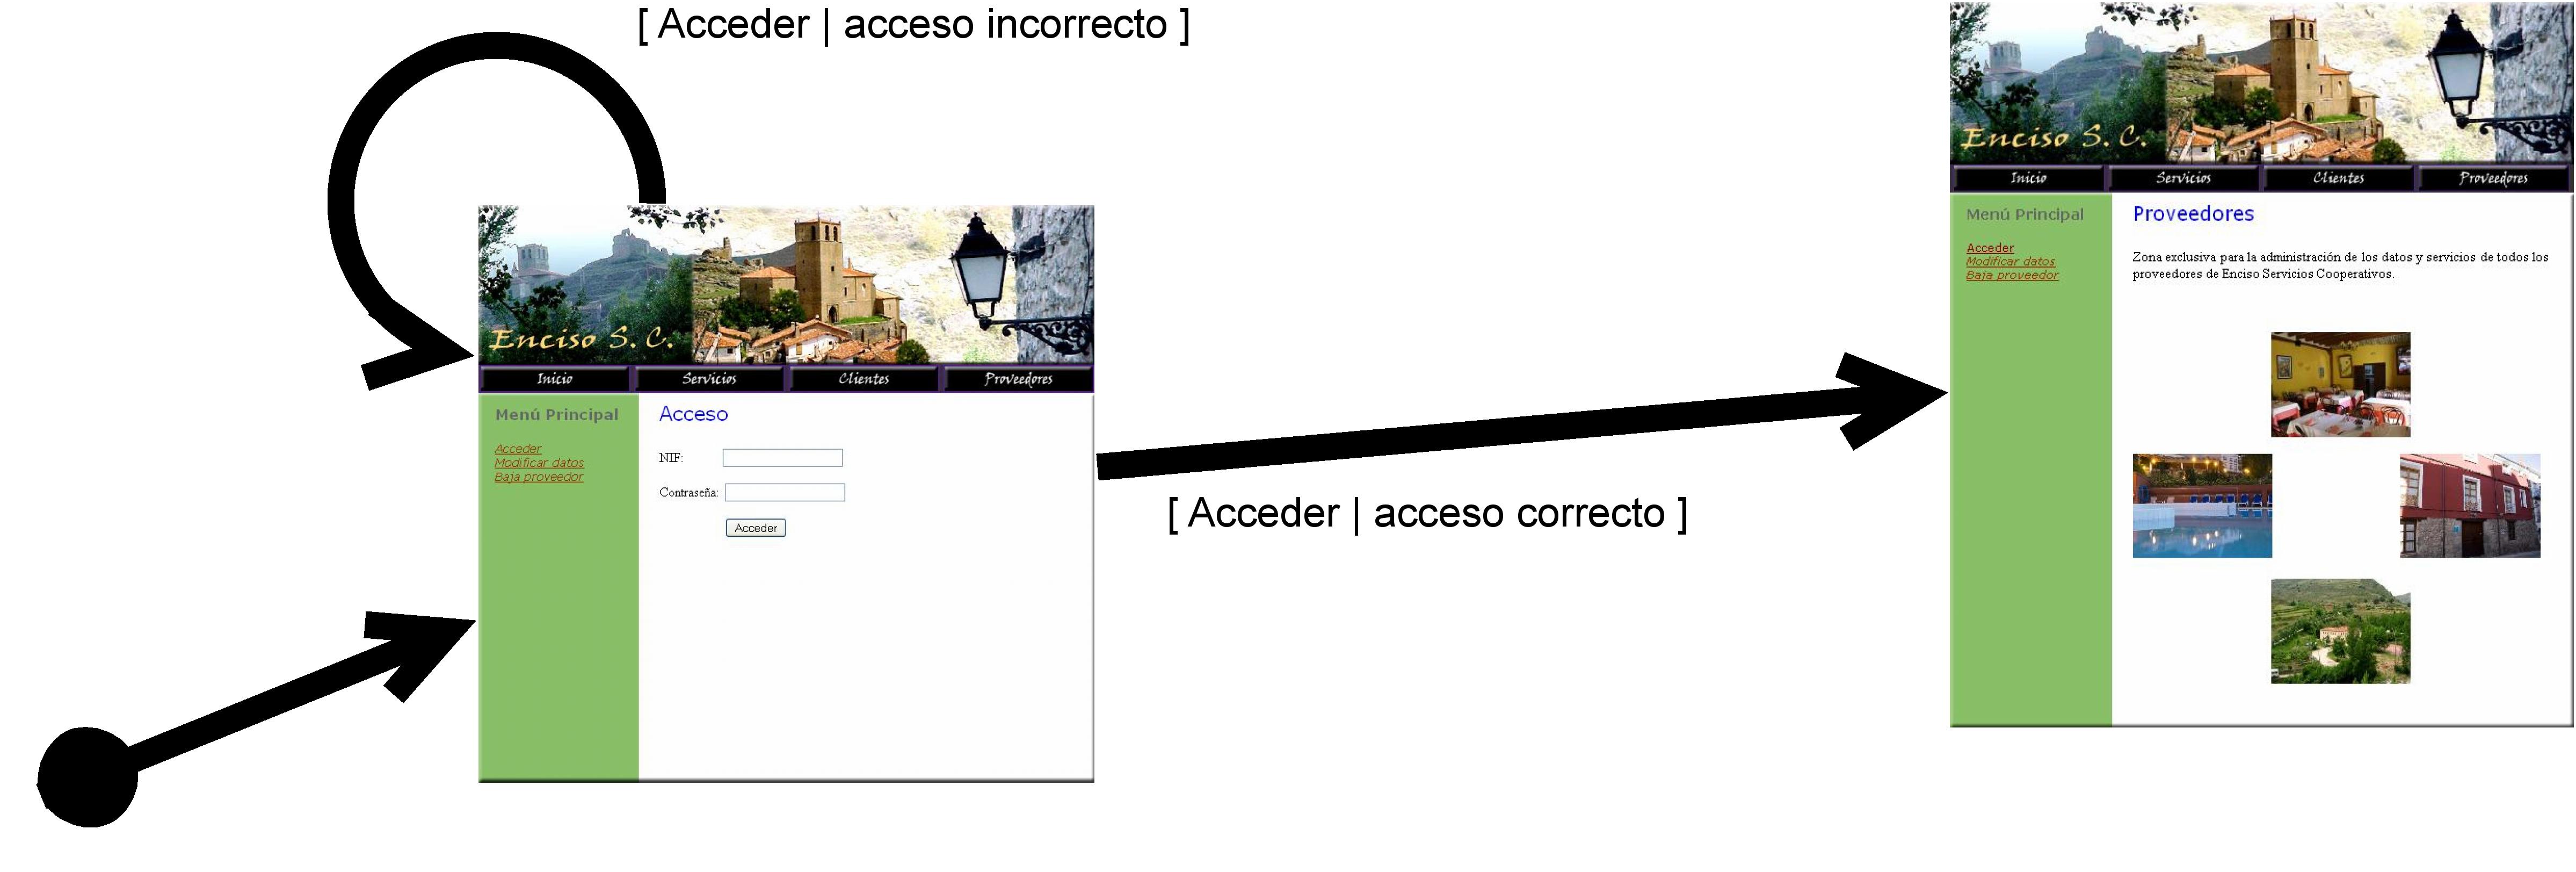 [ Acceder | acceso incorrecto ]
Enciso S. C.
Inicio Servicios Clientes Proveedores
Menú Principal
Acceder
Modificar datos
Baja proveedor
Acceso
NIF:
Contraseña:
Acceder
[ Acceder | acceso correcto ]
Enciso S. C.
Inicio Servicios Clientes Proveedores
Menú Principal
Acceder
Modificar datos
Baja proveedor
Proveedores
Zona exclusiva para la administración de los datos y servicios de todos los
proveedores de Enciso Servicios Cooperativos.